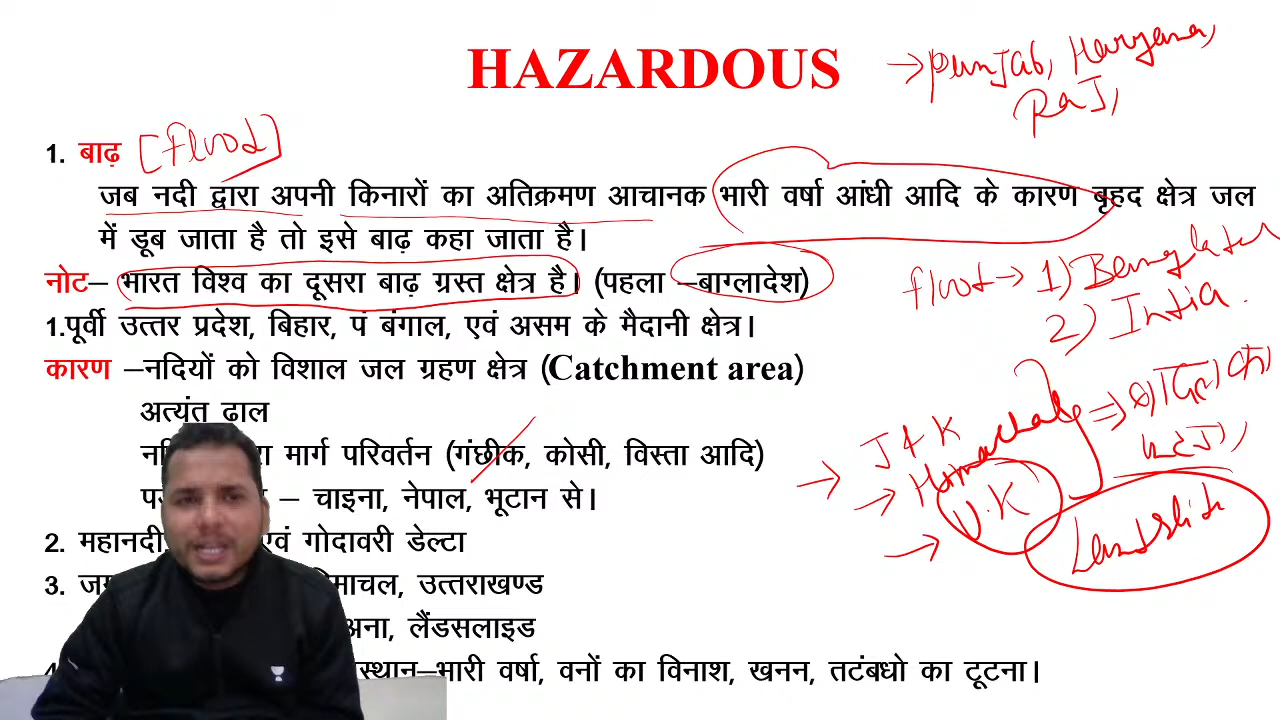 HAZARDOUS
→ Punjab, Haryana,
Raj,
1. बाढ़ [flood]
जब नदी द्वारा अपनी किनारों का अतिक्रमण आचानक भारी वर्षा आंधी आदि के कारण बृहद क्षेत्र जल
में डूब जाता है तो इसे बाढ़ कहा जाता है।
नोट– भारत विश्व का दूसरा बाढ़ ग्रस्त क्षेत्र है। (पहला –बाग्लादेश)
flood → 1)
2) India.
1.पूर्वी उत्तर प्रदेश, बिहार, पं बंगाल, एवं असम के मैदानी क्षेत्र।
कारण –नदियों को विशाल जल ग्रहण क्षेत्र (Catchment area)
अत्यंत ढाल
मार्ग परिवर्तन (गंछीक, कोसी, विस्ता आदि)
– चाइना, नेपाल, भूटान से।
→ J & K
→ Himachal
→ U.K
Landslide
2. महानदी एवं गोदावरी डेल्टा
3. उत्तराखण्ड
लैंडसलाइड
भारी वर्षा, वनों का विनाश, खनन, तटबंधो का टूटना।